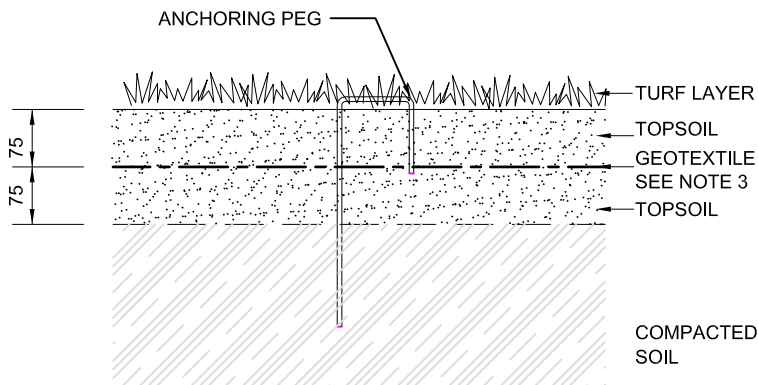 ANCHORING PEG
TURF LAYER
75
TOPSOIL
GEOTEXTILE
SEE NOTE 3
75
TOPSOIL
COMPACTED
SOIL